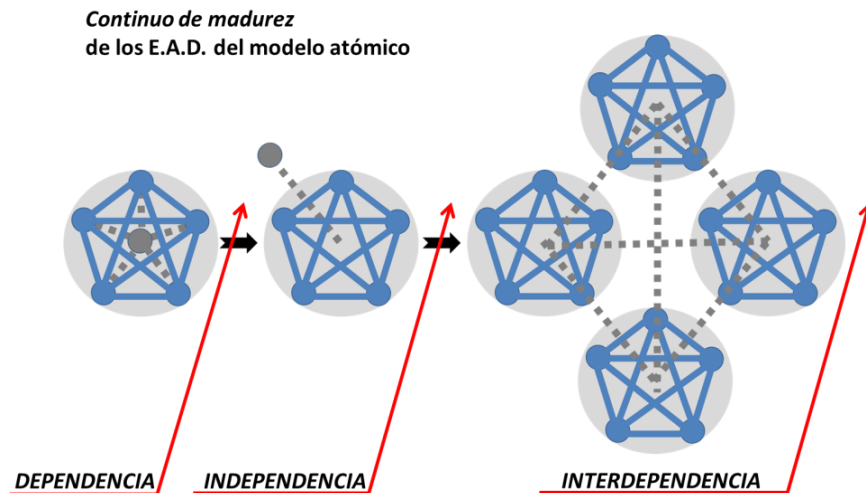 Continuo de madurez
de los E.A.D. del modelo atómico
DEPENDENCIA
INDEPENDENCIA
INTERDEPENDENCIA